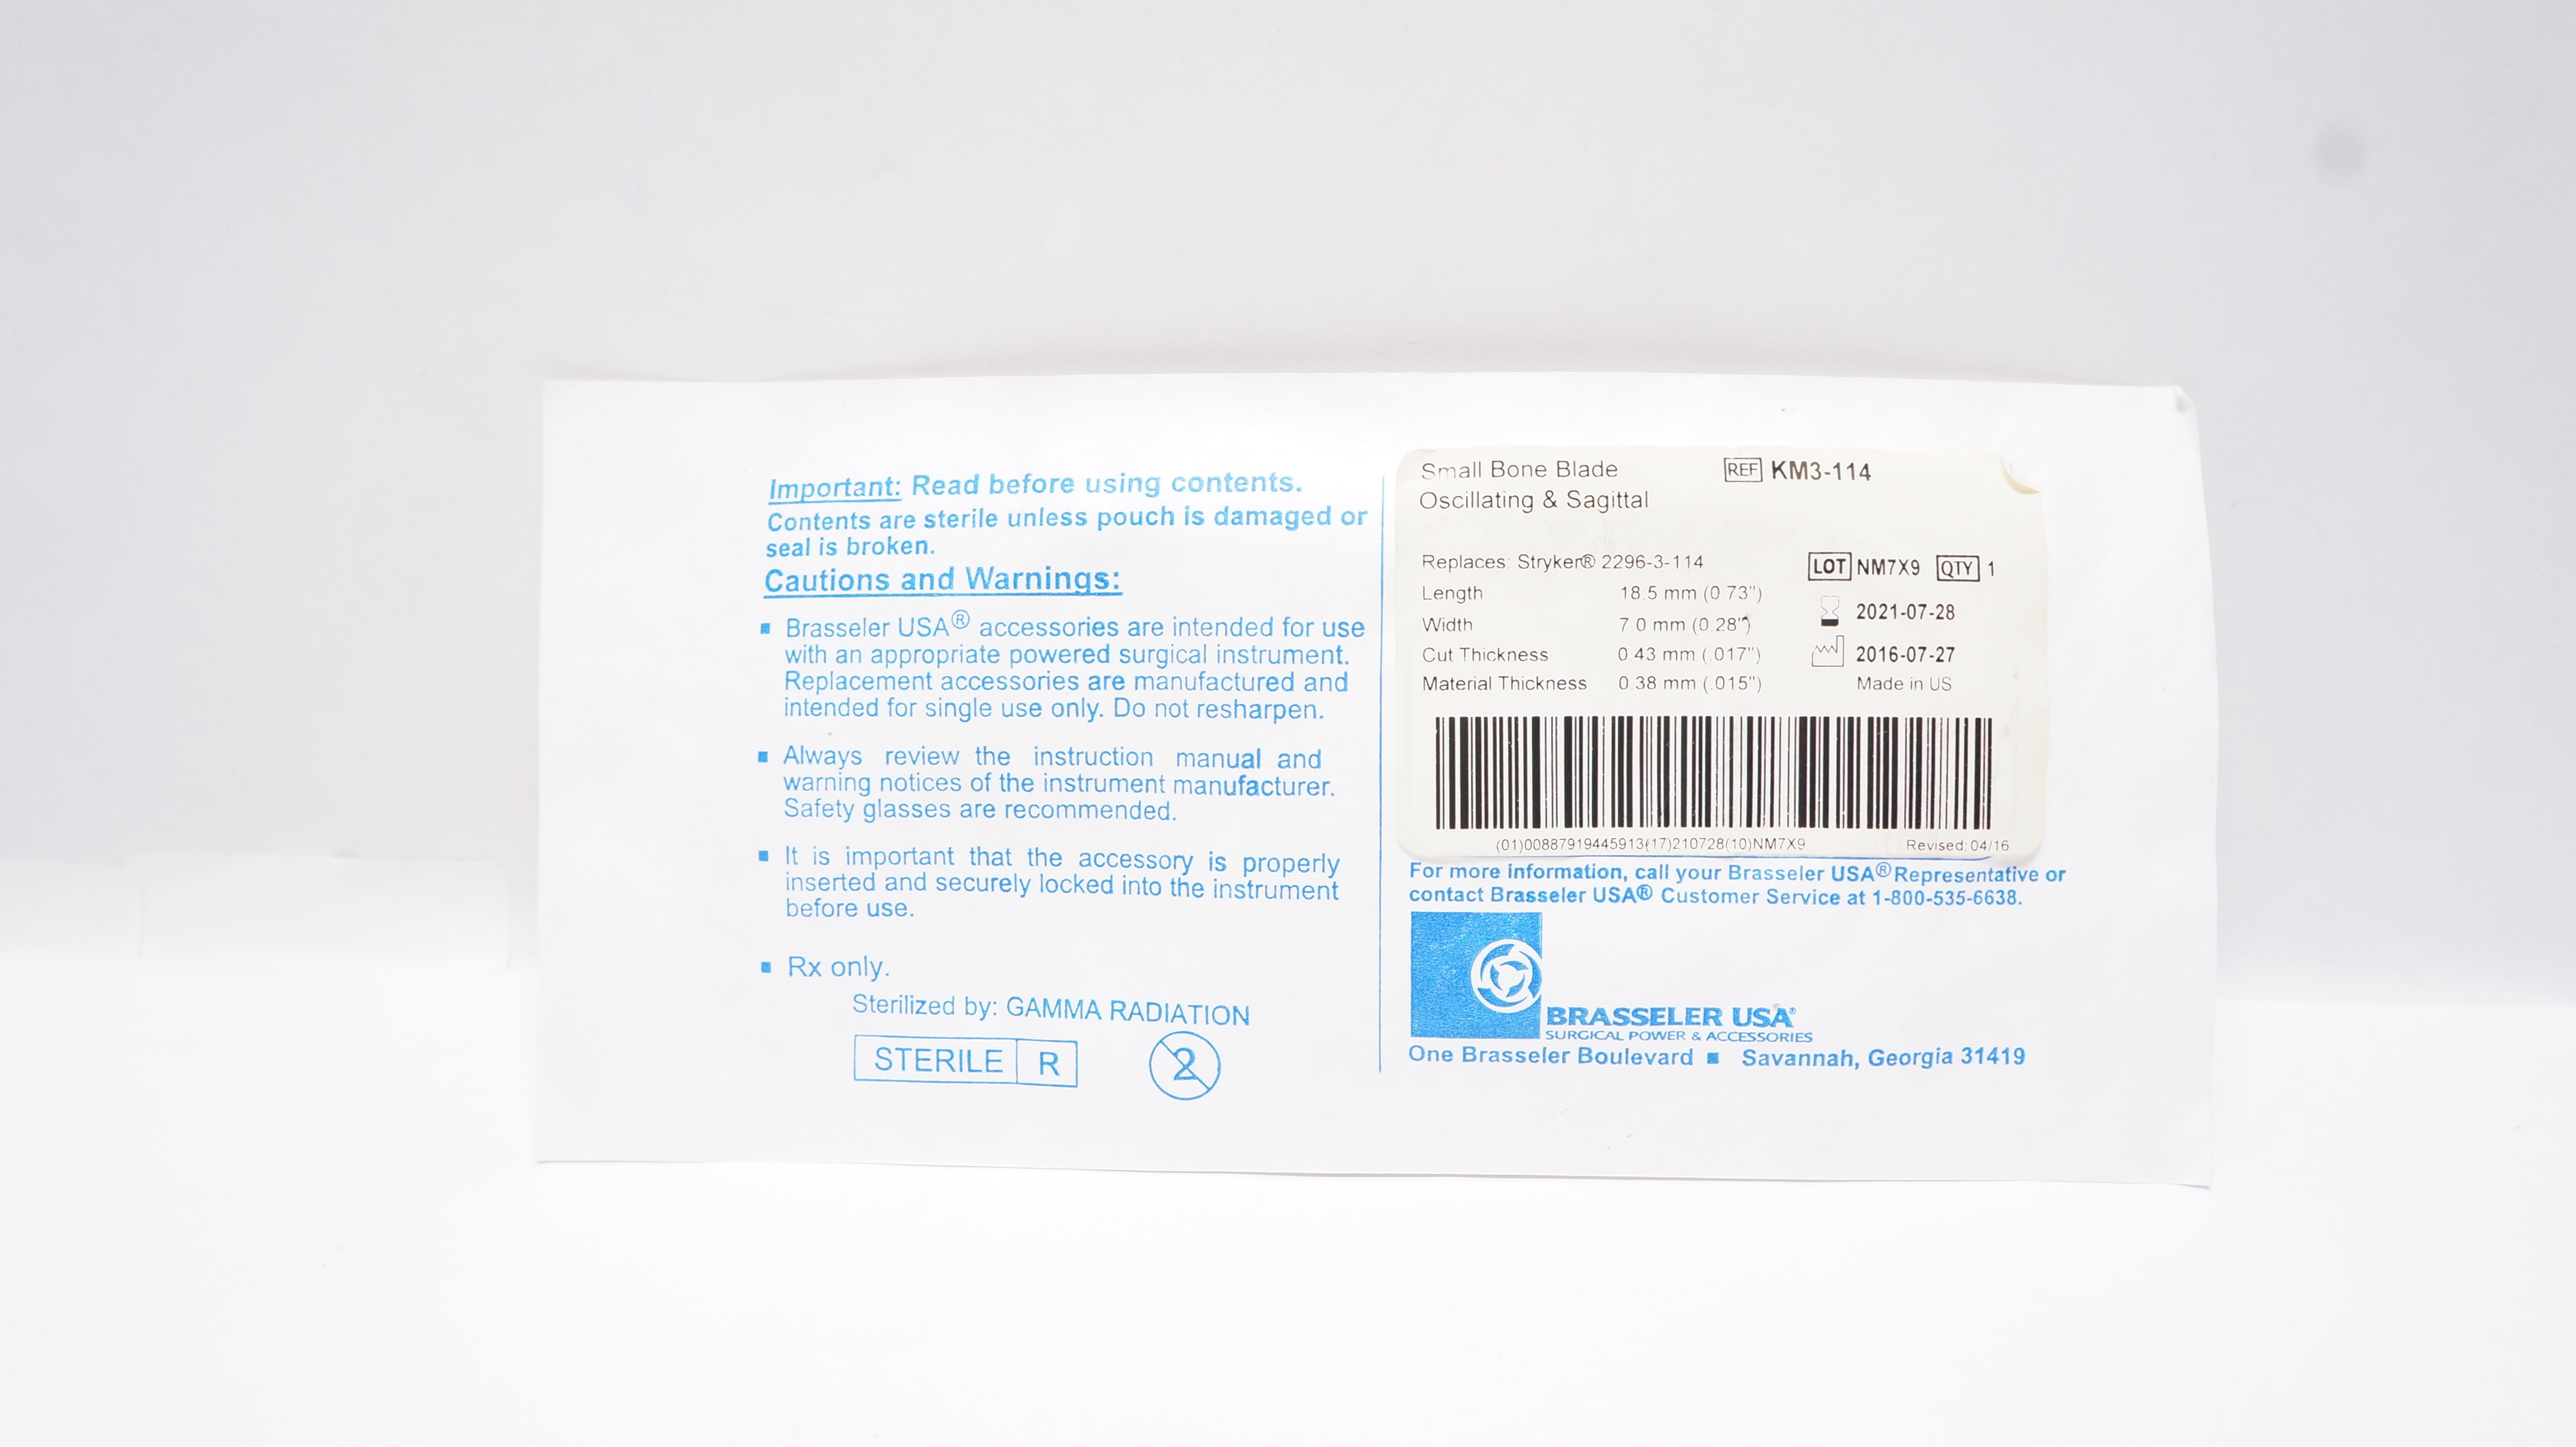 Important: Read before using contents.
Contents are sterile unless pouch is damaged or
seal is broken.
Cautions and Warnings:
▪ Brasseler USA® accessories are intended for use
with an appropriate powered surgical instrument.
Replacement accessories are manufactured and
intended for single use only. Do not resharpen.
▪ Always review the instruction manual and
warning notices of the instrument manufacturer.
Safety glasses are recommended.
▪ It is important that the accessory is properly
inserted and securely locked into the instrument
before use.
▪ Rx only.
Sterilized by: GAMMA RADIATION
STERILE R 2
Small Bone Blade REF KM3-114
Oscillating & Sagittal
Replaces: Stryker® 2296-3-114
Length 18.5 mm (0.73")
Width 7.0 mm (0.28")
Cut Thickness 0.43 mm (.017")
Material Thickness 0.38 mm (.015")
LOT NM7X9 QTY 1
2021-07-28
2016-07-27
Made in US
(01)00887919445913(17)210728(10)NM7X9 Revised: 04/16
For more information, call your Brasseler USA® Representative or
contact Brasseler USA® Customer Service at 1-800-535-6638.
BRASSELER USA®
SURGICAL POWER & ACCESSORIES
One Brasseler Boulevard ▪ Savannah, Georgia 31419